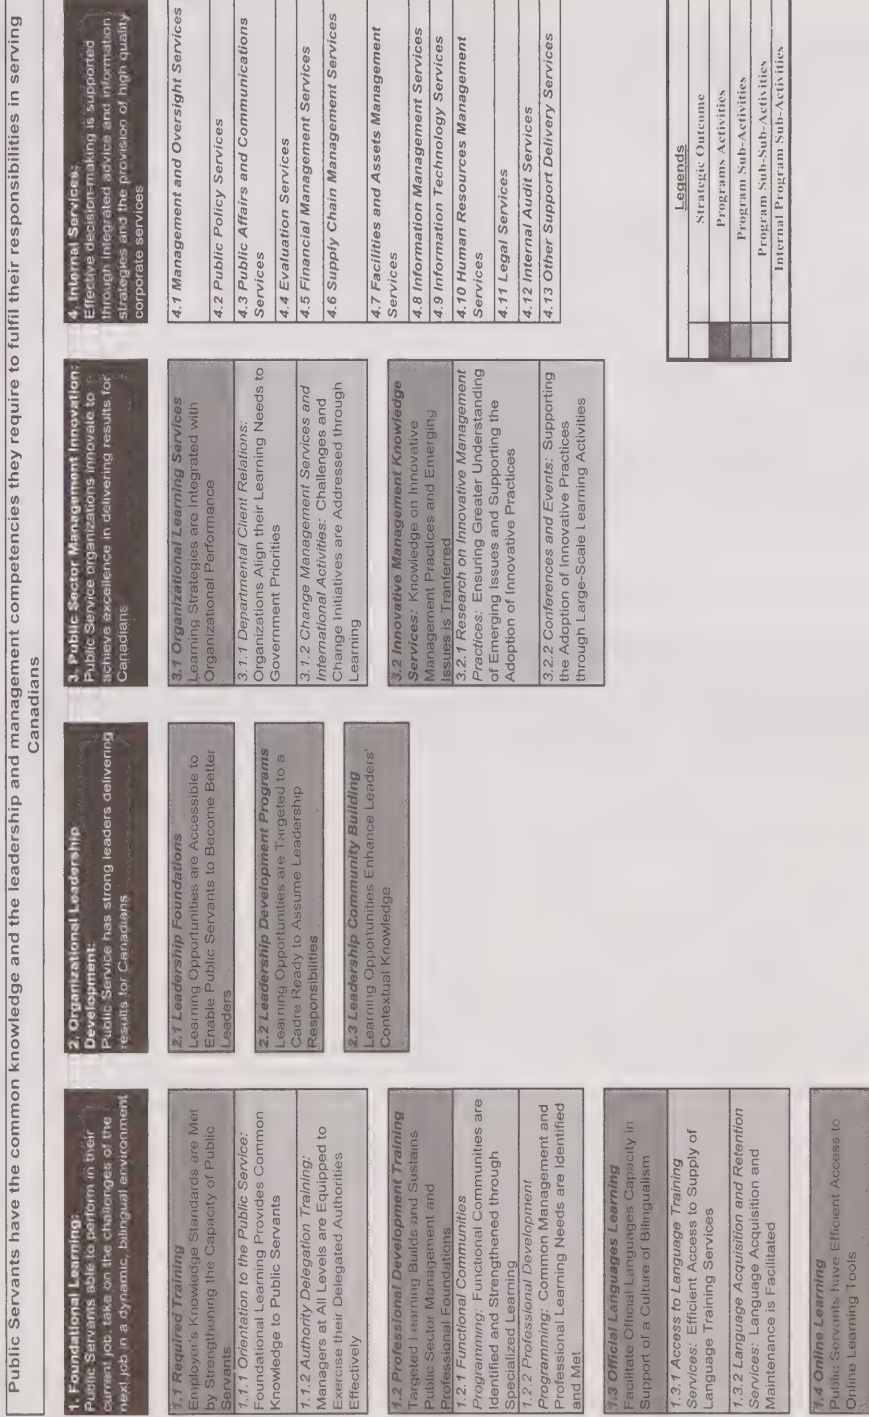 Public Servants have the common knowledge and the leadership and management competencies they require to fulfil their responsibilities in serving
Canadians
1. Foundational Learning:
Public Servants able to perform in their
current job, take on the challenges of the
next job in a dynamic, bilingual environment
1.1 Required Training
Employer's Knowledge Standards are Met
by Strengthuning the Capacity of Public
Servants
1.1.1 Orientation to the Public Service:
Foundational Learning Provides Common
Knowledge to Public Servants
1.1.2 Authority Delegation Training:
Managers at All Levels are Equipped to
Exercise their Delegated Authorities
Effectively
1.2 Professional Development Training
Targeted Learning Builds and Sustains
Public Sector Management and
Professional Foundations
1.2.1 Functional Communities
Programming: Functional Communities are
Identified and Strengthened through
Specialized Learning
1.2.2 Professional Development
Programming: Common Management and
Professional Learning Needs are Identified
and Met
1.3 Official Languages Learning
Facilitate Official Languages Capacity in
Support of a Culture of Bilingualism
1.3.1 Access to Language Training
Services: Efficient Access to Supply of
Language Training Services
1.3.2 Language Acquisition and Retention
Services: Language Acquisition and
Maintenance is Facilitated
1.4 Online Learning
Public Servants have Efficient Access to
Online Learning Tools
2. Organizational Leadership
Development:
Public Service has strong leaders delivering
results for Canadians
2.1 Leadership Foundations
Learning Opportunities are Accessible to
Enable Public Servants to Become Better
Leaders
2.2 Leadership Development Programs
Learning Opportunities are Targeted to a
Cadre Ready to Assume Leadership
Responsibilities
2.3 Leadership Community Building
Learning Opportunities Enhance Leaders'
Contextual Knowledge
3. Public Sector Management Innovation:
Public Service organizations innovate to
achieve excellence in delivering results for
Canadians
3.1 Organizational Learning Services
Learning Strategies are Integrated with
Organizational Performance
3.1.1 Departmental Client Relations:
Organizations Align their Learning Needs to
Government Priorities
3.1.2 Change Management Services and
International Activities: Challenges and
Change Initiatives are Addressed through
Learning
3.2 Innovative Management Knowledge
Services: Knowledge on Innovative
Management Practices and Emerging
Issues is Tranferred
3.2.1 Research on Innovative Management
Practices: Ensuring Greater Understanding
of Emerging Issues and Supporting the
Adoption of Innovative Practices
3.2.2 Conferences and Events: Supporting
the Adoption of Innovative Practices
through Large-Scale Learning Activities
4. Internal Services:
Effective decision-making is supported
through integrated advice and information
strategies and the provision of high quality
corporate services
4.1 Management and Oversight Services
4.2 Public Policy Services
4.3 Public Affairs and Communications
Services
4.4 Evaluation Services
4.5 Financial Management Services
4.6 Supply Chain Management Services
4.7 Facilities and Assets Management
Services
4.8 Information Management Services
4.9 Information Technology Services
4.10 Human Resources Management
Services
4.11 Legal Services
4.12 Internal Audit Services
4.13 Other Support Delivery Services
Legends
Strategic Outcome
Programs Activities
Program Sub-Activities
Program Sub-Sub-Activities
Internal Program Sub-Activities